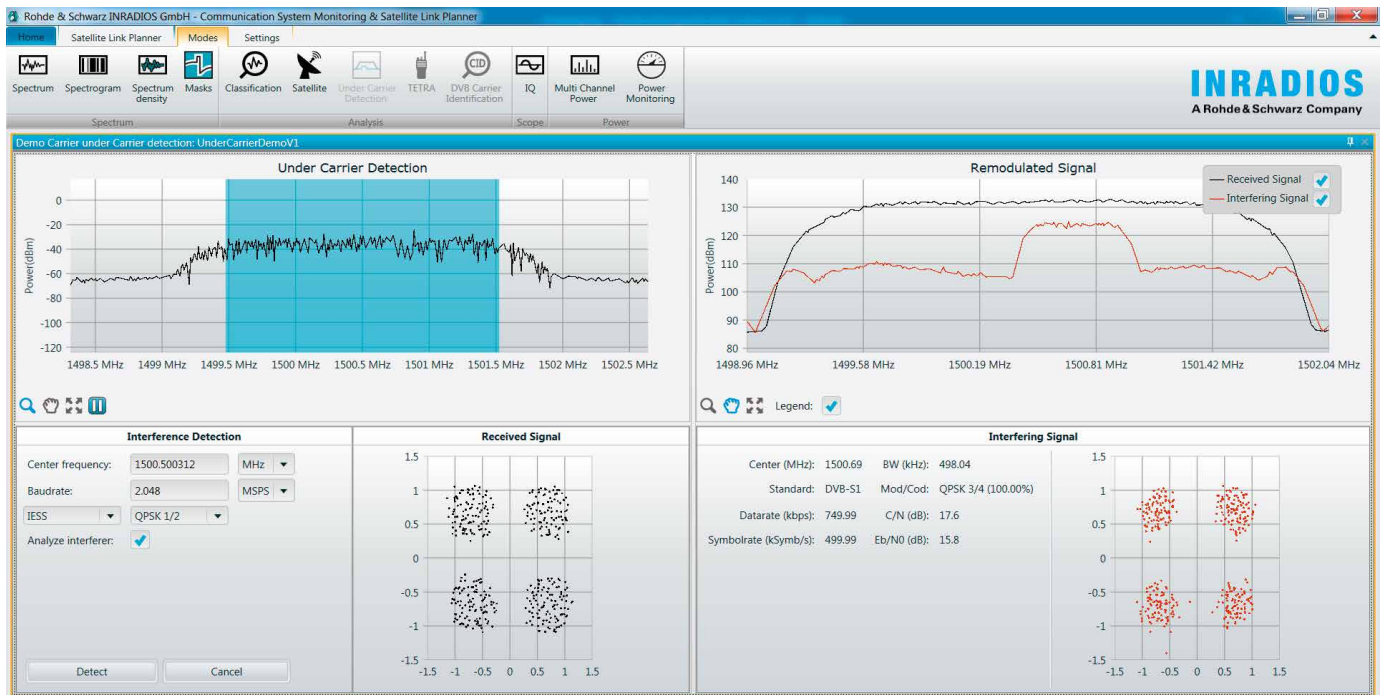 Rohde & Schwarz INRADIOS GmbH - Communication System Monitoring & Satellite Link Planner
Home Satellite Link Planner Modes Settings
Spectrum Spectrogram Spectrum density Masks Classification Satellite Under Carrier Detection TETRA DVB Carrier Identification IQ Multi Channel Power Power Monitoring
CID
Spectrum Analysis Scope Power
INRADIOS
A Rohde & Schwarz Company
Demo Carrier under Carrier detection: UnderCarrierDemoV1
Under Carrier Detection
Power(dBm)
0
-20
-40
-60
-80
-100
-120
1498.5 MHz 1499 MHz 1499.5 MHz 1500 MHz 1500.5 MHz 1501 MHz 1501.5 MHz 1502 MHz 1502.5 MHz
Remodulated Signal
Received Signal
Interfering Signal
Power(dBm)
140
130
120
110
100
90
80
1498.96 MHz 1499.58 MHz 1500.19 MHz 1500.81 MHz 1501.42 MHz 1502.04 MHz
Legend:
Interference Detection
Center frequency: 1500.500312 MHz
Baudrate: 2.048 MSPS
IESS QPSK 1/2
Analyze interferer:
Detect Cancel
Received Signal
1.5
1
0.5
0
-0.5
-1
-1.5
-1.5 -1 -0.5 0 0.5 1 1.5
Interfering Signal
Center (MHz): 1500.69 BW (kHz): 498.04
Standard: DVB-S1 Mod/Cod: QPSK 3/4 (100.00%)
Datarate (kbps): 749.99 C/N (dB): 17.6
Symbolrate (kSymb/s): 499.99 Eb/N0 (dB): 15.8
1.5
1
0.5
0
-0.5
-1
-1.5
-1.5 -1 -0.5 0 0.5 1 1.5